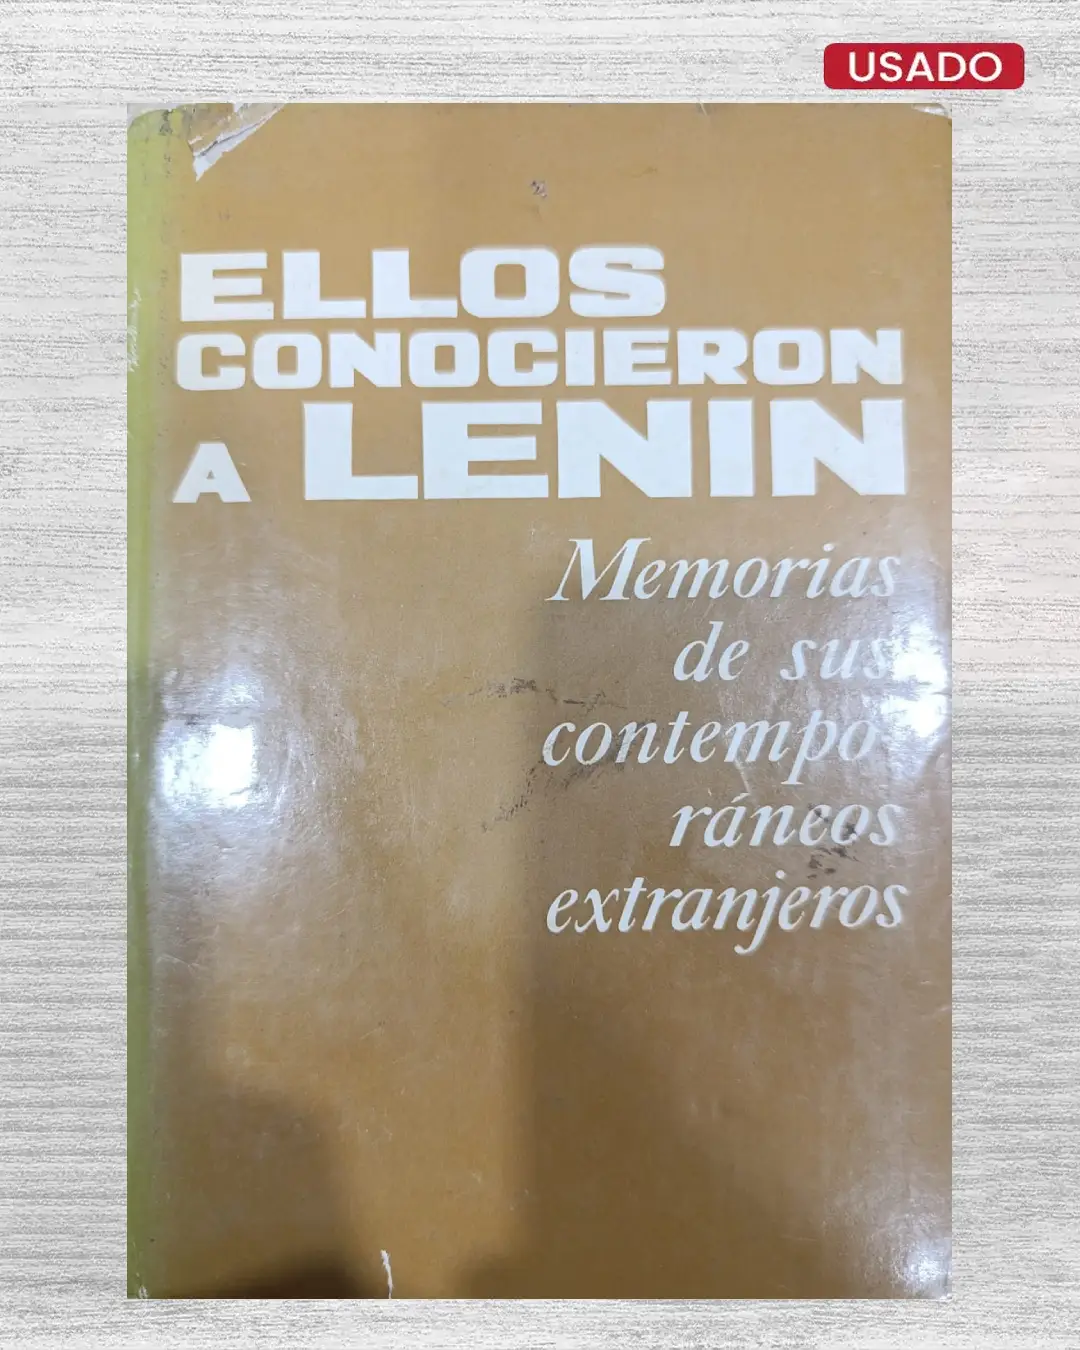 USADO
ELLOS
CONOCIERON
A LENIN
Memorias
de sus
contempo-
ráneos
extranjeros